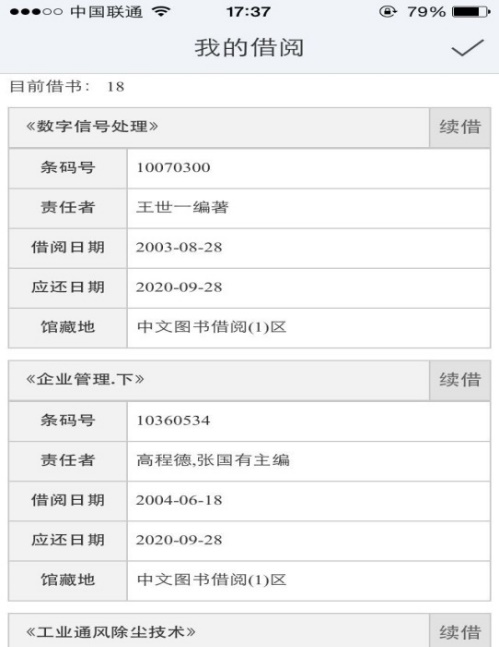 中国联通 17:37 79%
我的借阅
目前借书： 18
《数字信号处理》 续借
条码号 10070300
责任者 王世一编著
借阅日期 2003-08-28
应还日期 2020-09-28
馆藏地 中文图书借阅(1)区
《企业管理.下》 续借
条码号 10360534
责任者 高程德,张国有主编
借阅日期 2004-06-18
应还日期 2020-09-28
馆藏地 中文图书借阅(1)区
《工业通风除尘技术》 续借